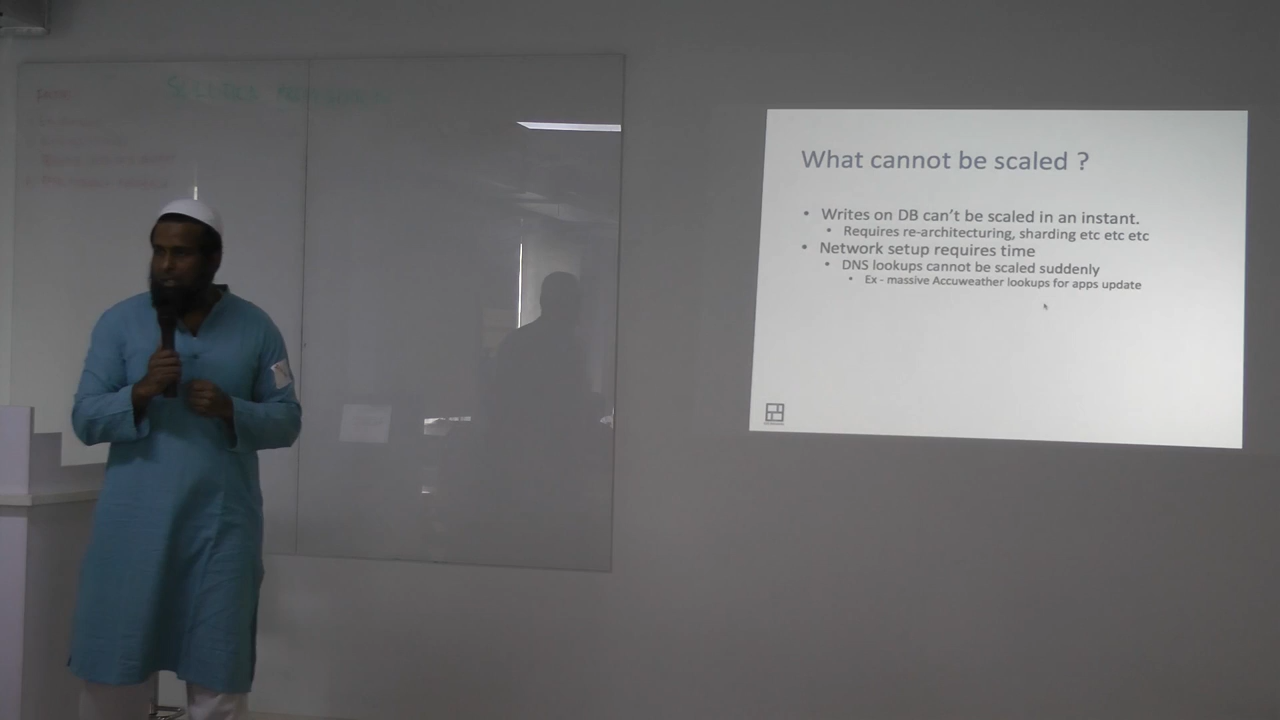 What cannot be scaled ?
• Writes on DB can't be scaled in an instant.
• Requires re-architecturing, sharding etc etc etc
• Network setup requires time
• DNS lookups cannot be scaled suddenly
• Ex - massive Accuweather lookups for apps update